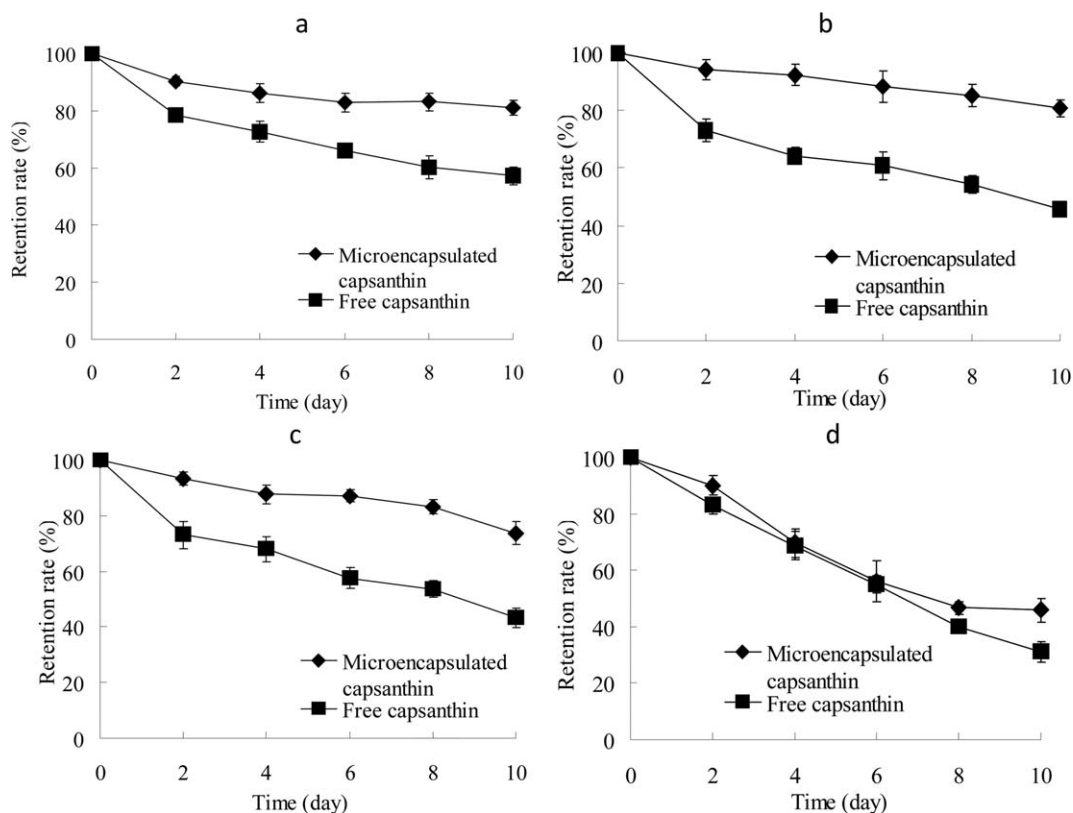 a
100
80
60
40
20
0
Retention rate (%)
Microencapsulated
capsanthin
Free capsanthin
0 2 4 6 8 10
Time (day)
b
100
80
60
40
20
0
Retention rate (%)
Microencapsulated
capsanthin
Free capsanthin
0 2 4 6 8 10
Time (day)
c
100
80
60
40
20
0
Retention rate (%)
Microencapsulated
capsanthin
Free capsanthin
0 2 4 6 8 10
Time (day)
d
100
80
60
40
20
0
Retention rate (%)
Microencapsulated
capsanthin
Free capsanthin
0 2 4 6 8 10
Time (day)